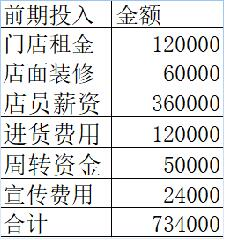 前期投入 金额
门店租金 120000
店面装修 60000
店员薪资 360000
进货费用 120000
周转资金 50000
宣传费用 24000
合计 734000